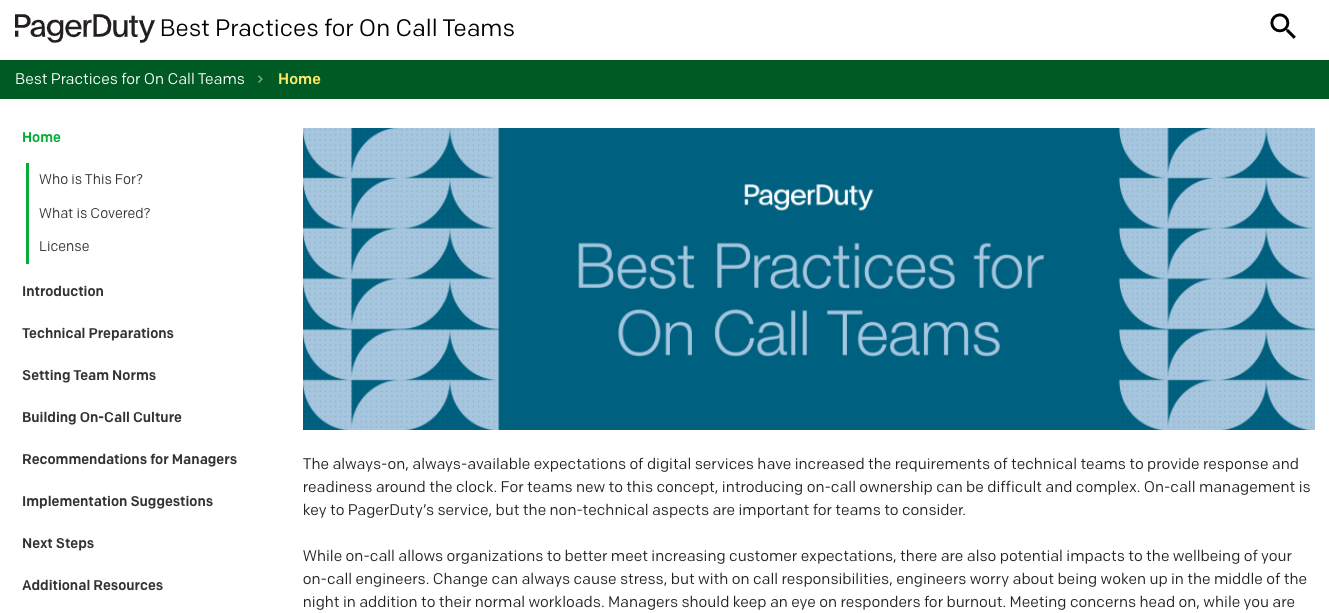 PagerDuty Best Practices for On Call Teams
Best Practices for On Call Teams > Home
Home
Who is This For?
What is Covered?
License
Introduction
Technical Preparations
Setting Team Norms
Building On-Call Culture
Recommendations for Managers
Implementation Suggestions
Next Steps
Additional Resources
PagerDuty
Best Practices for
On Call Teams
The always-on, always-available expectations of digital services have increased the requirements of technical teams to provide response and
readiness around the clock. For teams new to this concept, introducing on-call ownership can be difficult and complex. On-call management is
key to PagerDuty’s service, but the non-technical aspects are important for teams to consider.
While on-call allows organizations to better meet increasing customer expectations, there are also potential impacts to the wellbeing of your
on-call engineers. Change can always cause stress, but with on call responsibilities, engineers worry about being woken up in the middle of the
night in addition to their normal workloads. Managers should keep an eye on responders for burnout. Meeting concerns head on, while you are